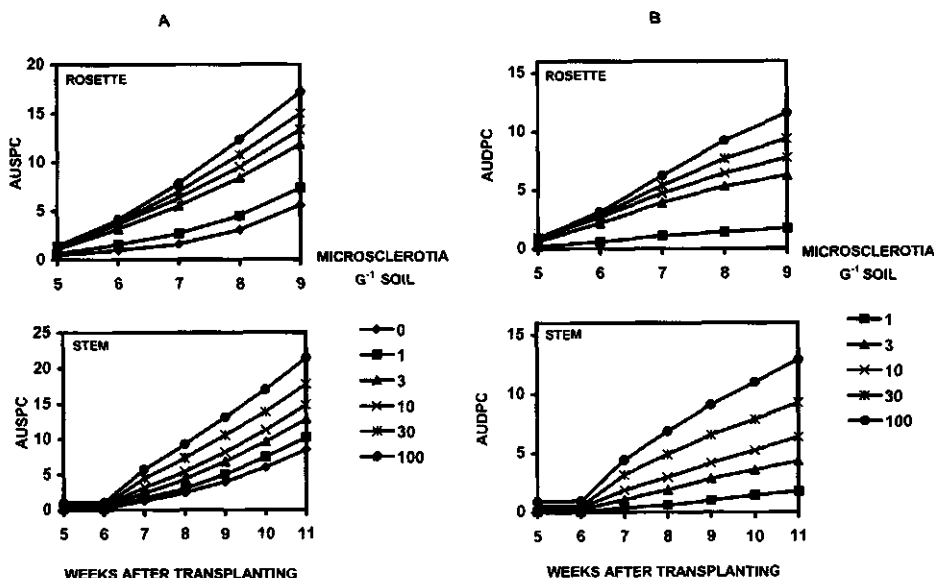 A
B
20
15
10
5
0
ROSETTE
AUSPC
5 6 7 8 9
15
10
5
0
ROSETTE
AUDPC
5 6 7 8 9
MICROSCLEROTIA
G⁻¹ SOIL
MICROSCLEROTIA
G⁻¹ SOIL
25
20
15
10
5
0
STEM
AUSPC
5 6 7 8 9 10 11
WEEKS AFTER TRANSPLANTING
0
1
3
10
30
100
15
10
5
0
STEM
AUDPC
5 6 7 8 9 10 11
WEEKS AFTER TRANSPLANTING
1
3
10
30
100